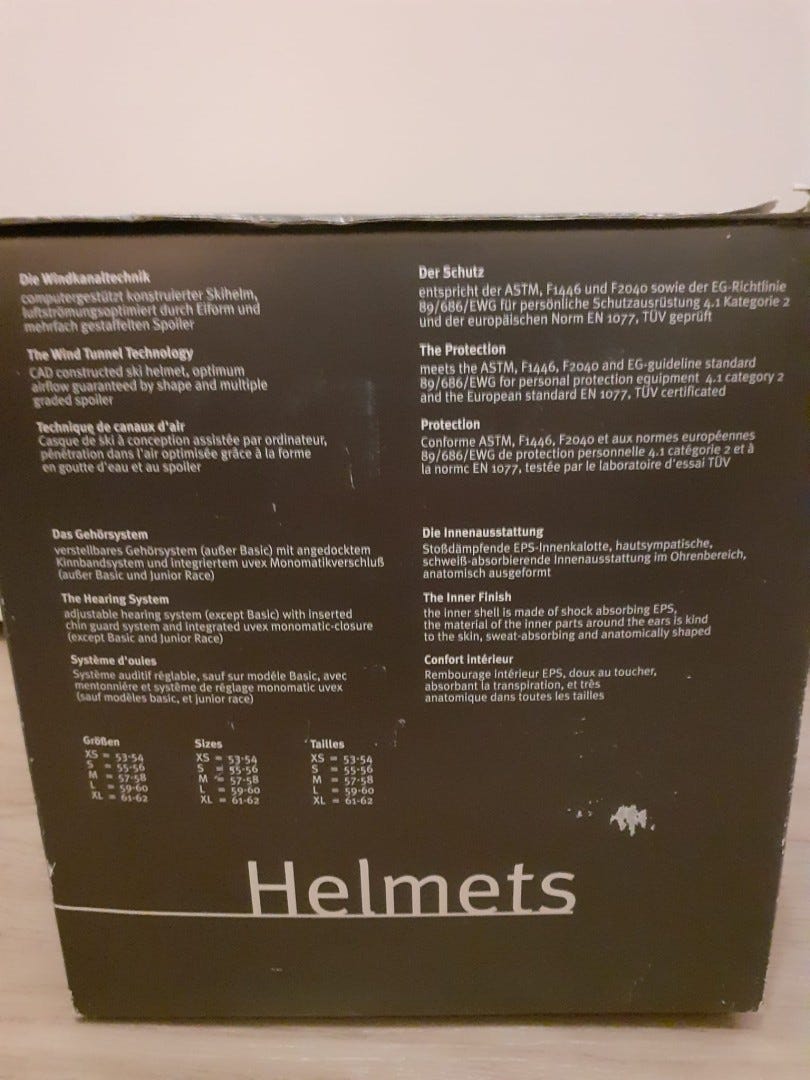 Die Windkanaltechnik
computergestützt konstruierter Skihelm,
luftströmungsoptimiert durch Eiform und
mehrfach gestaffelten Spoiler
The Wind Tunnel Technology
CAD constructed ski helmet, optimum
airflow guaranteed by shape and multiple
graded spoiler
Technique de canaux d'air
Casque de ski à conception assistée par ordinateur,
pénétration dans l'air optimisée grâce à la forme
en goutte d'eau et au spoiler
Der Schutz
entspricht der ASTM, F1446 und F2040 sowie der EG-Richtlinie
89/686/EWG für persönliche Schutzausrüstung 4.1 Kategorie 2
und der europäischen Norm EN 1077, TÜV geprüft
The Protection
meets the ASTM, F1446, F2040 and EG-guideline standard
89/686/EWG for personal protection equipment 4.1 category 2
and the European standard EN 1077, TÜV certificated
Protection
Conforme ASTM, F1446, F2040 et aux normes européennes
89/686/EWG de protection personnelle 4.1 catégorie 2 et à
la norme EN 1077, testée par le laboratoire d'essai TÜV
Das Gehörsystem
verstellbares Gehörsystem (außer Basic) mit angedocktem
Kinnbandsystem und integriertem uvex Monomatikverschluß
(außer Basic und Junior Race)
The Hearing System
adjustable hearing system (except Basic) with inserted
chin guard system and integrated uvex monomatic-closure
(except Basic and Junior Race)
Système d'ouïes
Système auditif réglable, sauf sur modéle Basic, avec
mentonniére et système de réglage monomatic uvex
(sauf modèles basic, et junior race)
Die Innenausstattung
Stoßdämpfende EPS-Innenkalotte, hautsympatische,
schweiß-absorbierende Innenausstattung im Ohrenbereich,
anatomisch ausgeformt
The Inner Finish
the inner shell is made of shock absorbing EPS,
the material of the inner parts around the ears is kind
to the skin, sweat-absorbing and anatomically shaped
Confort intérieur
Rembourage intérieur EPS, doux au toucher,
absorbant la transpiration, et très
anatomique dans toutes les tailles
Größen
XS = 53-54
S = 55-56
M = 57-58
L = 59-60
XL = 61-62
Sizes
XS = 53-54
S = 55-56
M = 57-58
L = 59-60
XL = 61-62
Tailles
XS = 53-54
S = 55-56
M = 57-58
L = 59-60
XL = 61-62
Helmets